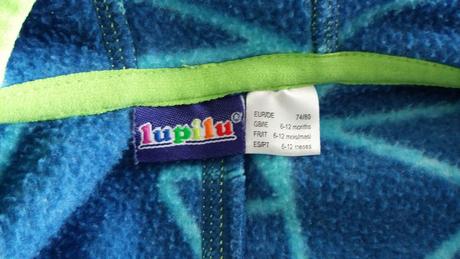 lupilu®
EUR/DE 74/80
GB/IE 6-12 months
FR/IT 6-12 mois/mesi
ES/PT 6-12 meses